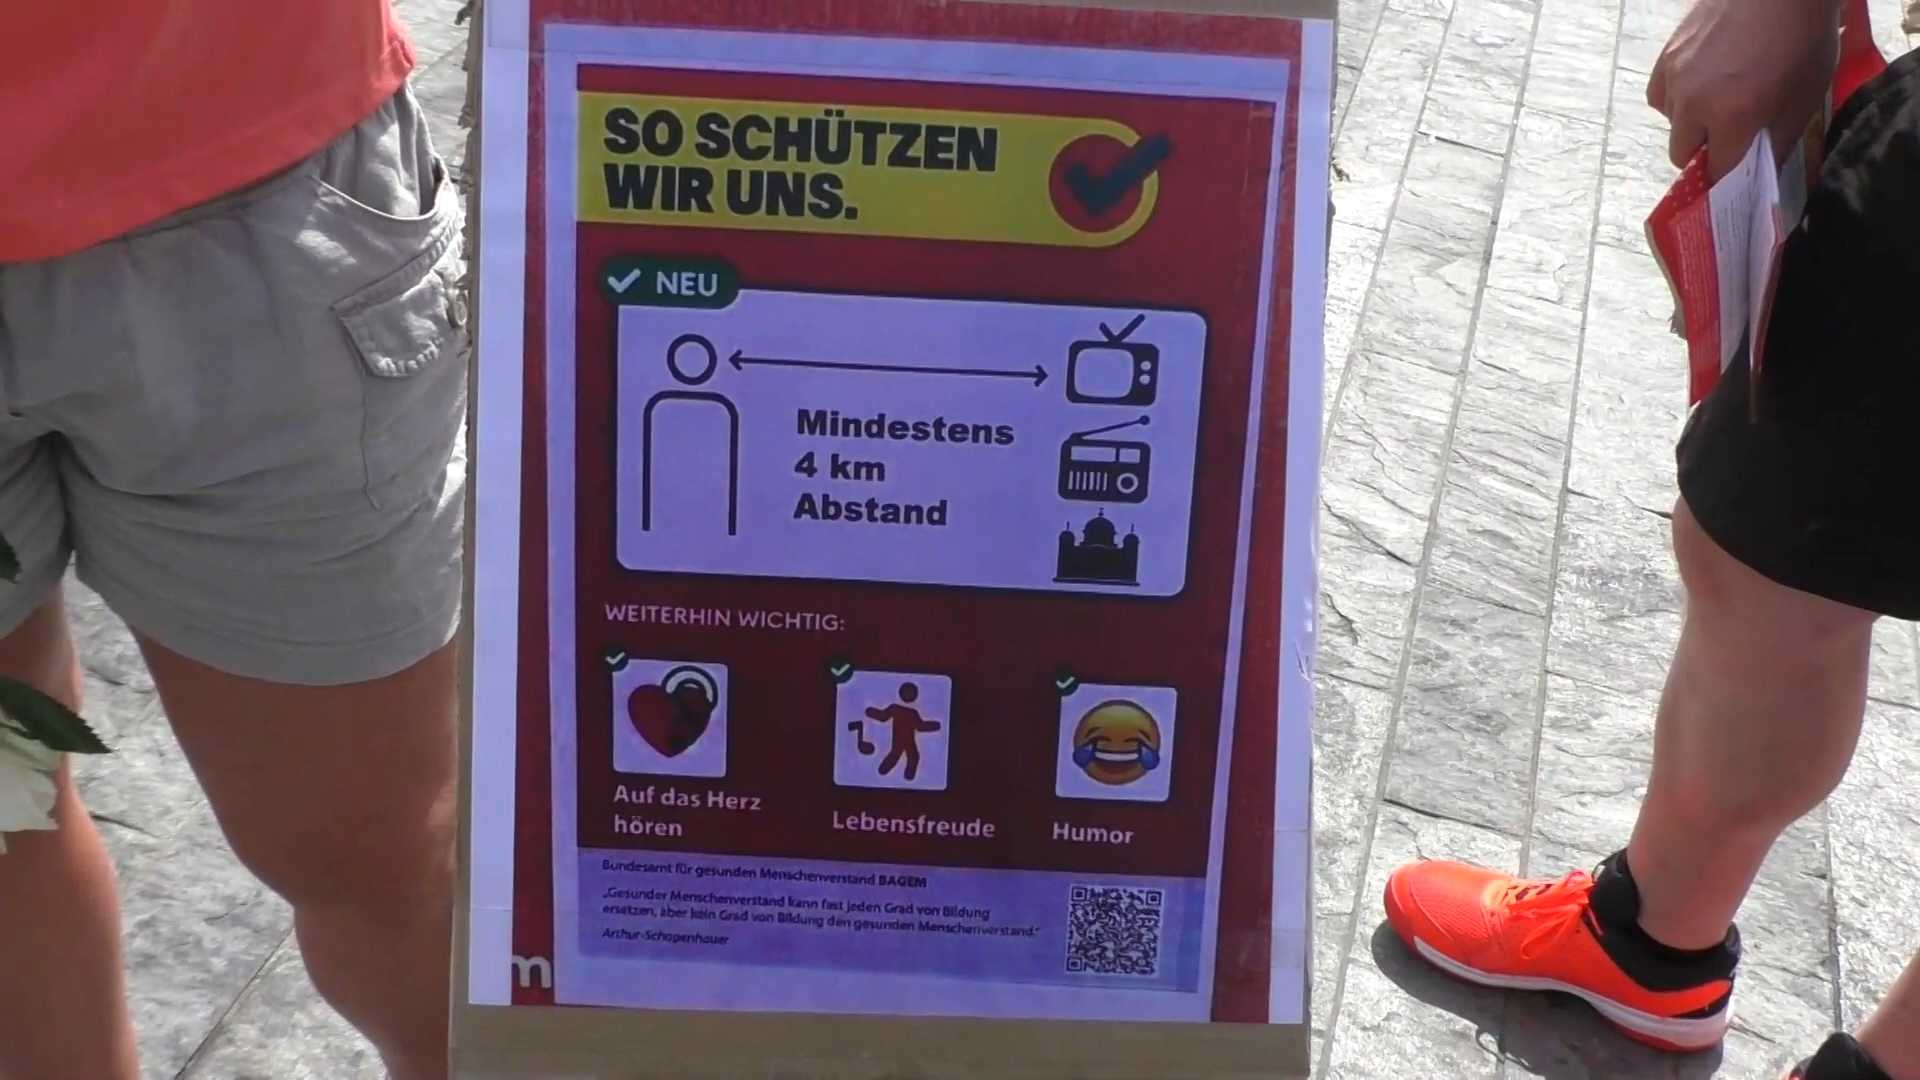 SO SCHÜTZEN
WIR UNS.
NEU
Mindestens
4 km
Abstand
WEITERHIN WICHTIG:
Auf das Herz
hören
Lebensfreude
Humor
Bundesamt für gesunden Menschenverstand BAGEM
„Gesunder Menschenverstand kann fast jeden Grad von Bildung
ersetzen, aber kein Grad von Bildung den gesunden Menschenverstand."
Arthur-Schopenhauer
m